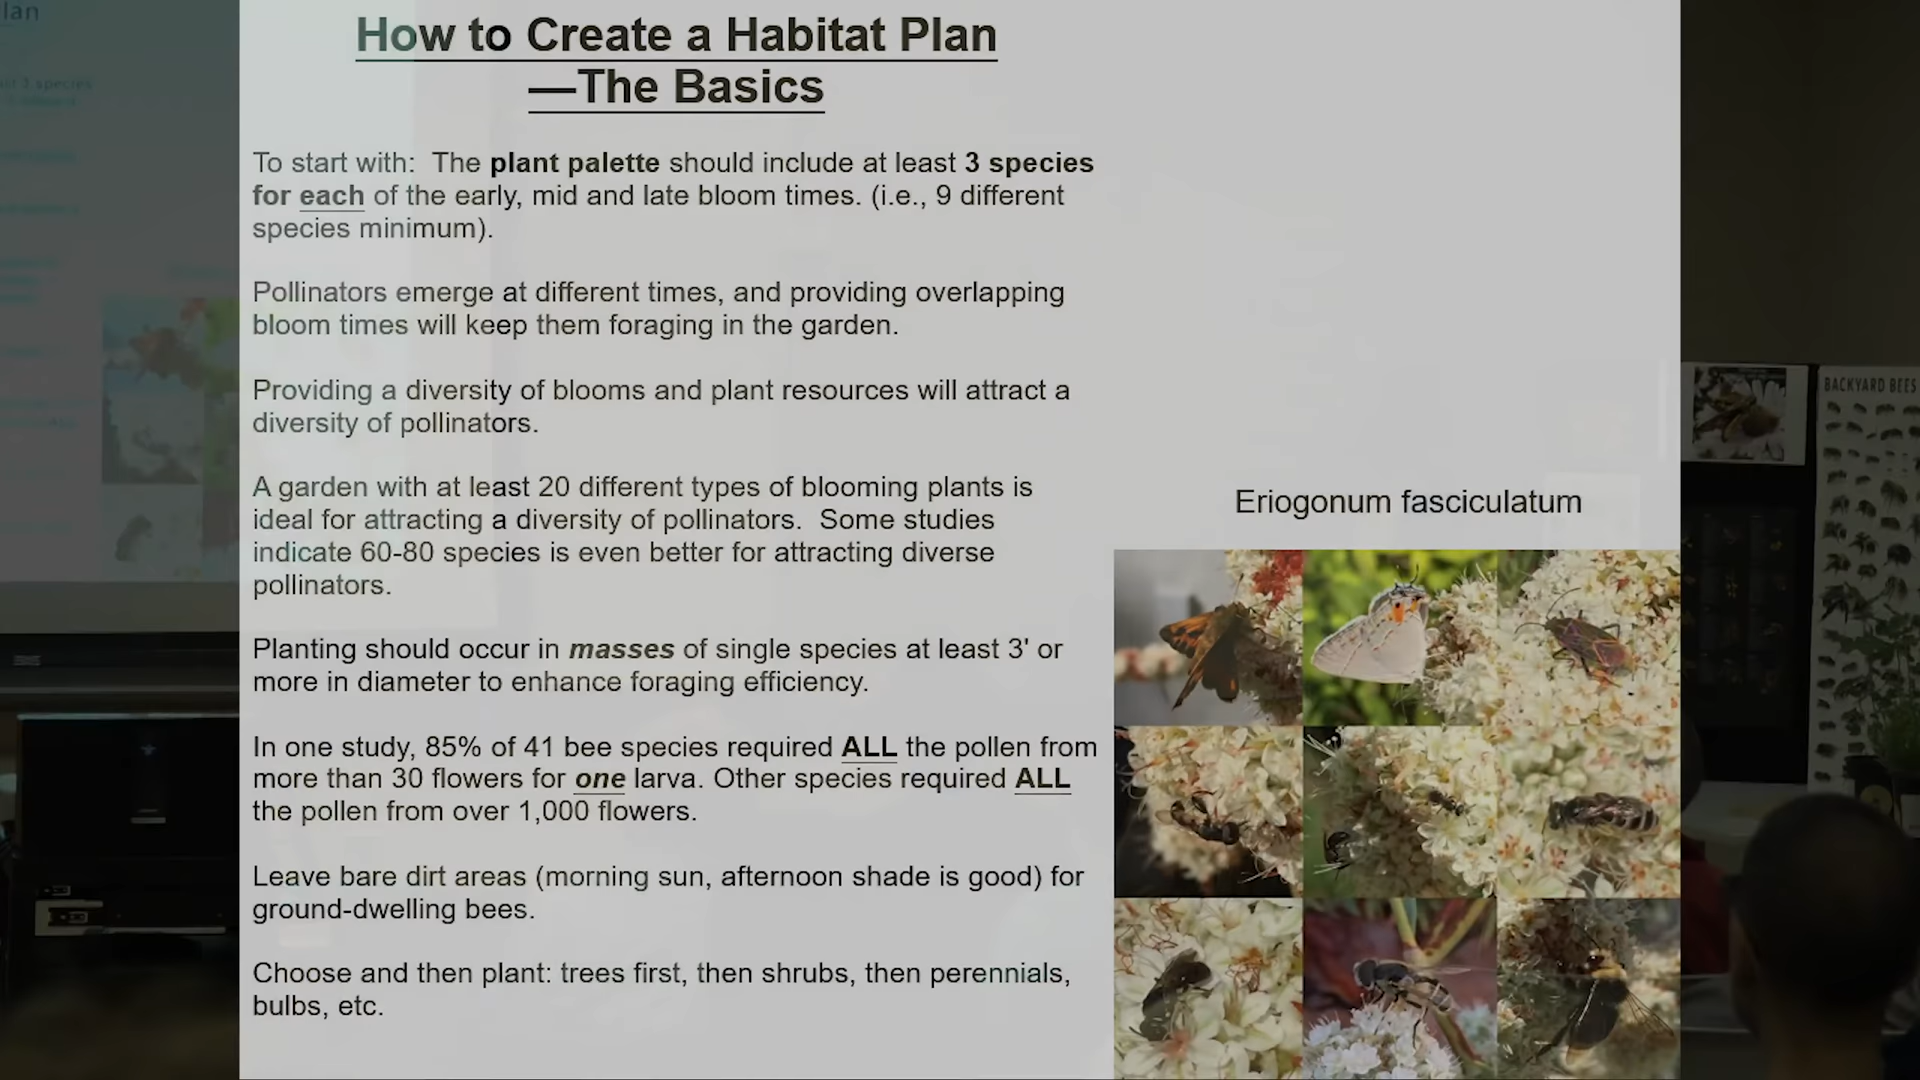 lan
3 species
How to Create a Habitat Plan
—The Basics
To start with:  The plant palette should include at least 3 species
for each of the early, mid and late bloom times. (i.e., 9 different
species minimum).
Pollinators emerge at different times, and providing overlapping
bloom times will keep them foraging in the garden.
Providing a diversity of blooms and plant resources will attract a
diversity of pollinators.
A garden with at least 20 different types of blooming plants is
ideal for attracting a diversity of pollinators.  Some studies
indicate 60-80 species is even better for attracting diverse
pollinators.
Planting should occur in masses of single species at least 3' or
more in diameter to enhance foraging efficiency.
In one study, 85% of 41 bee species required ALL the pollen from
more than 30 flowers for one larva. Other species required ALL
the pollen from over 1,000 flowers.
Leave bare dirt areas (morning sun, afternoon shade is good) for
ground-dwelling bees.
Choose and then plant: trees first, then shrubs, then perennials,
bulbs, etc.
Eriogonum fasciculatum
BACKYARD BEES